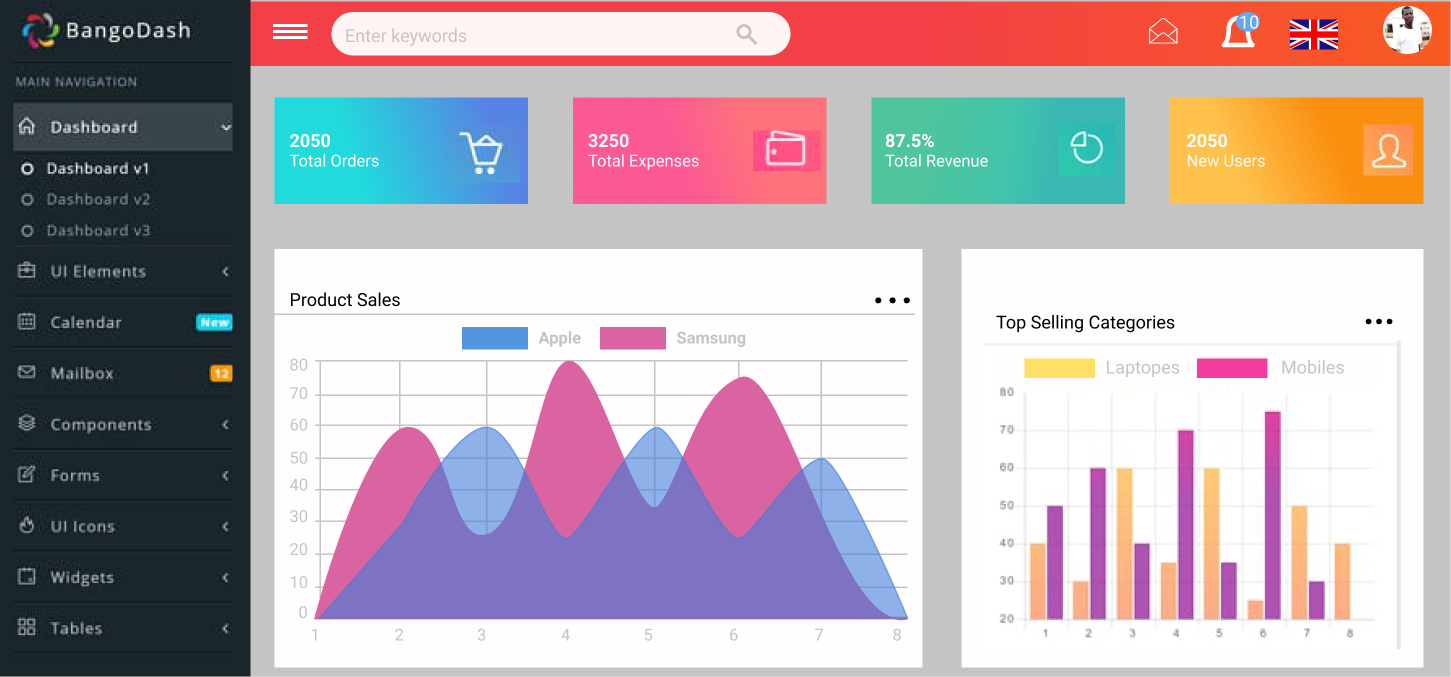 BangoDash
MAIN NAVIGATION
Dashboard
Dashboard v1
Dashboard v2
Dashboard v3
UI Elements
Calendar New
Mailbox 12
Components
Forms
UI Icons
Widgets
Tables
Enter keywords
10
2050
Total Orders
3250
Total Expenses
87.5%
Total Revenue
2050
New Users
Product Sales
Apple Samsung
80
70
60
50
40
30
20
10
0
1 2 3 4 5 6 7 8
Top Selling Categories
Laptopes Mobiles
80
70
60
50
40
30
20
1 2 3 4 5 6 7 8